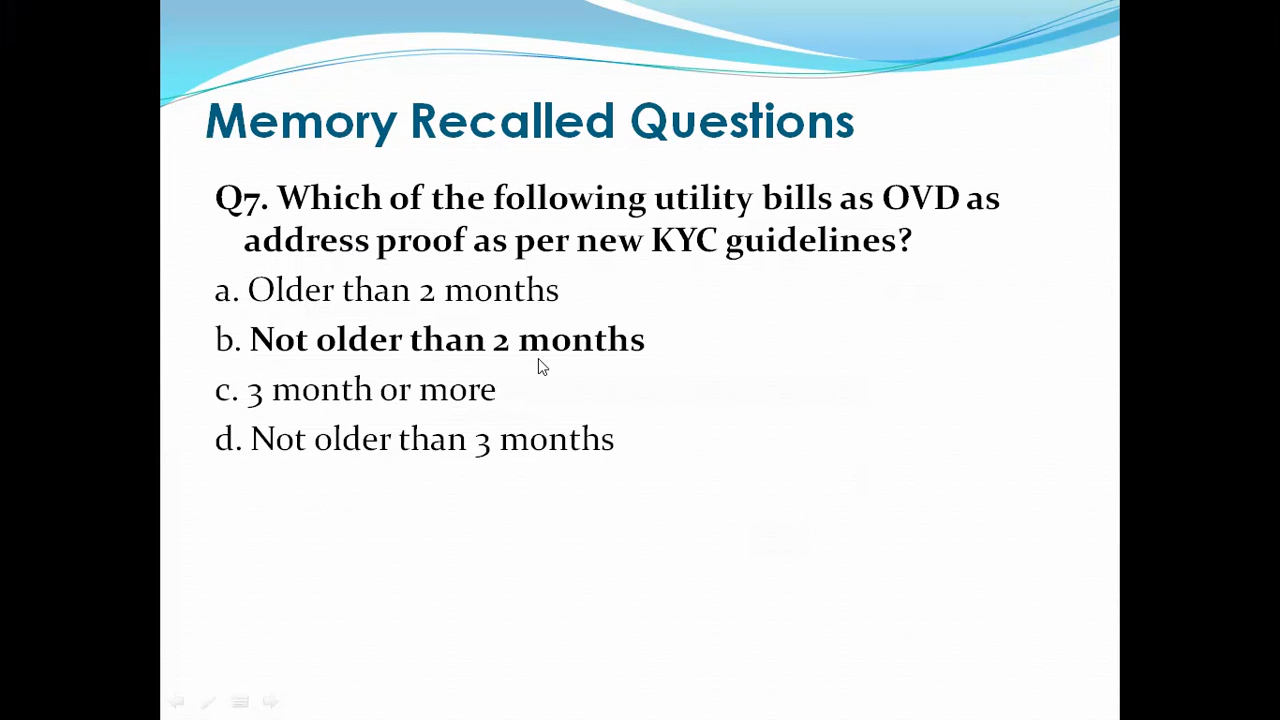 Memory Recalled Questions
Q7. Which of the following utility bills as OVD as
address proof as per new KYC guidelines?
a. Older than 2 months
b. Not older than 2 months
c. 3 month or more
d. Not older than 3 months